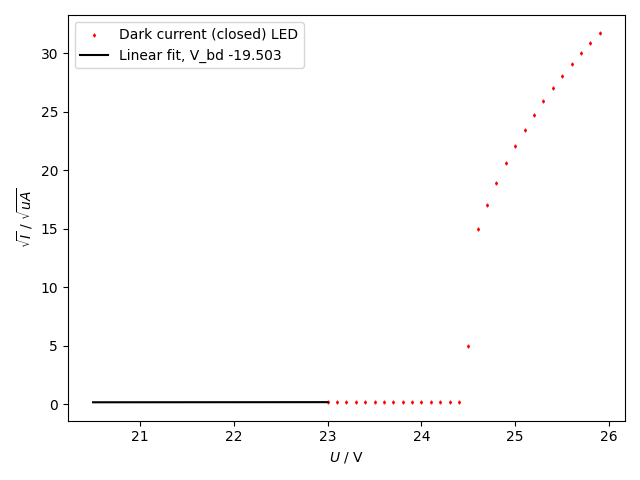 Dark current (closed) LED
Linear fit, V_bd -19.503
30
25
20
15
10
5
0
√I / √uA
21 22 23 24 25 26
U / V